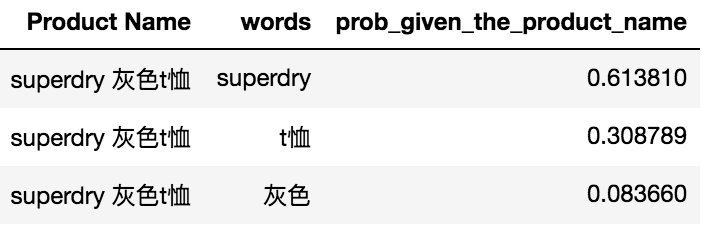 Product Name words prob_given_the_product_name
superdry 灰色t恤 superdry 0.613810
superdry 灰色t恤 t恤 0.308789
superdry 灰色t恤 灰色 0.083660